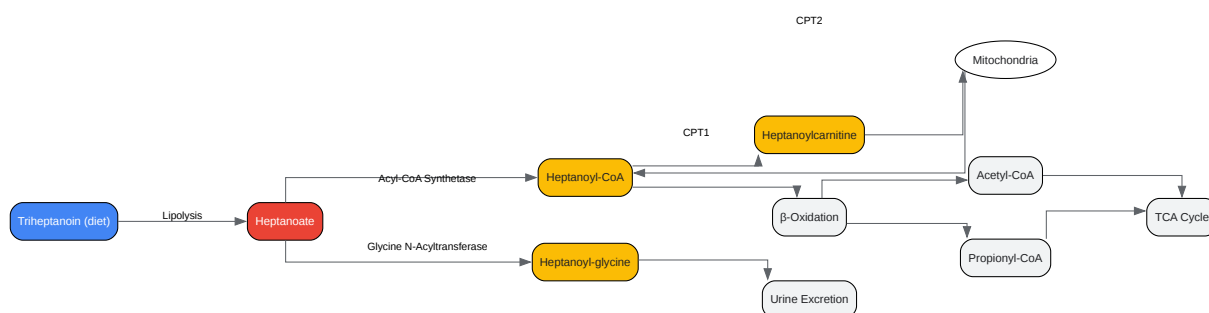 CPT2
Mitochondria
CPT1
Heptanoylcarnitine
Acyl-CoA Synthetase
Heptanoyl-CoA
Acetyl-CoA
Triheptanoin (diet)
Lipolysis
Heptanoate
β-Oxidation
TCA Cycle
Glycine N-Acyltransferase
Heptanoyl-glycine
Propionyl-CoA
Urine Excretion